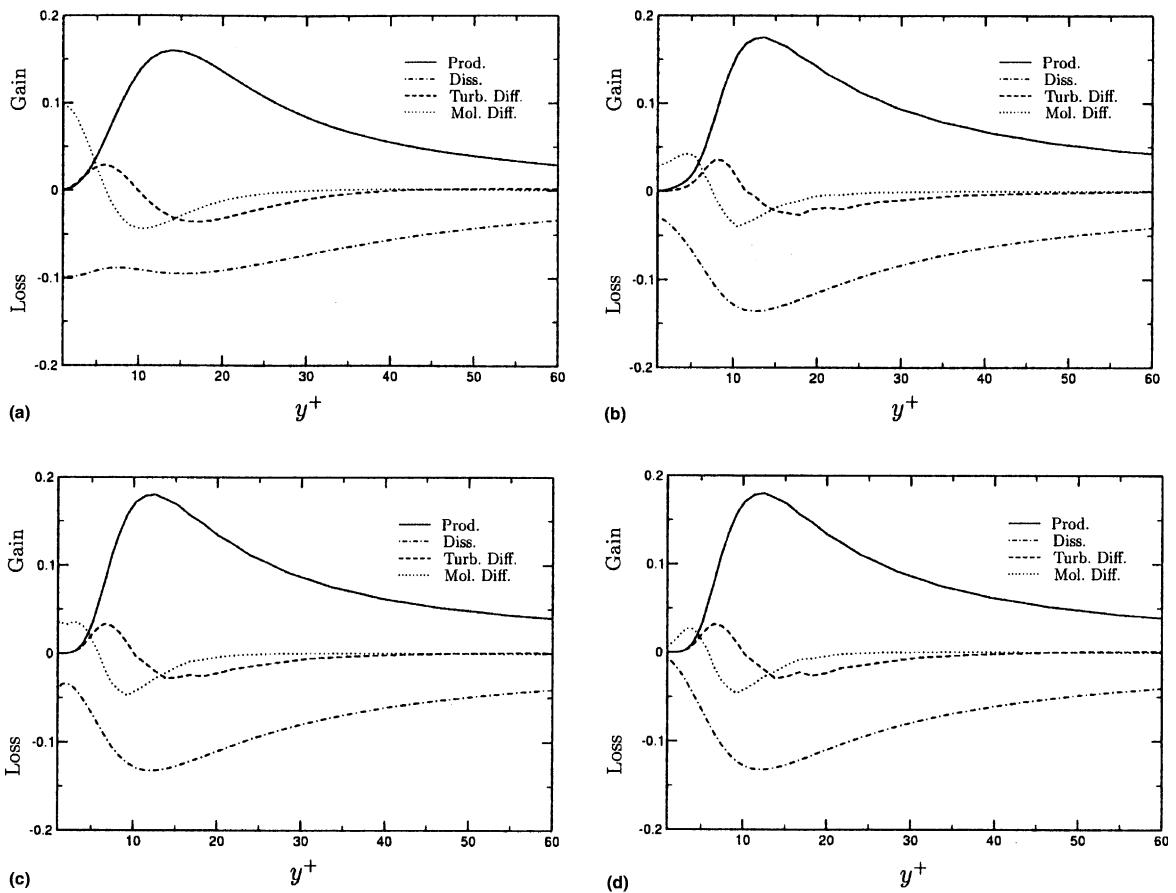 0.2
Gain
0.1
0
Loss
-0.1
-0.2
Prod.
Diss.
Turb. Diff.
Mol. Diff.
10 20 30 40 50 60
y+
(a)
0.2
Gain
0.1
0
Loss
-0.1
-0.2
Prod.
Diss.
Turb. Diff.
Mol. Diff.
10 20 30 40 50 60
y+
(b)
0.2
Gain
0.1
0
Loss
-0.1
-0.2
Prod.
Diss.
Turb. Diff.
Mol. Diff.
10 20 30 40 50 60
y+
(c)
0.2
Gain
0.1
0
Loss
-0.1
-0.2
Prod.
Diss.
Turb. Diff.
Mol. Diff.
10 20 30 40 50 60
y+
(d)